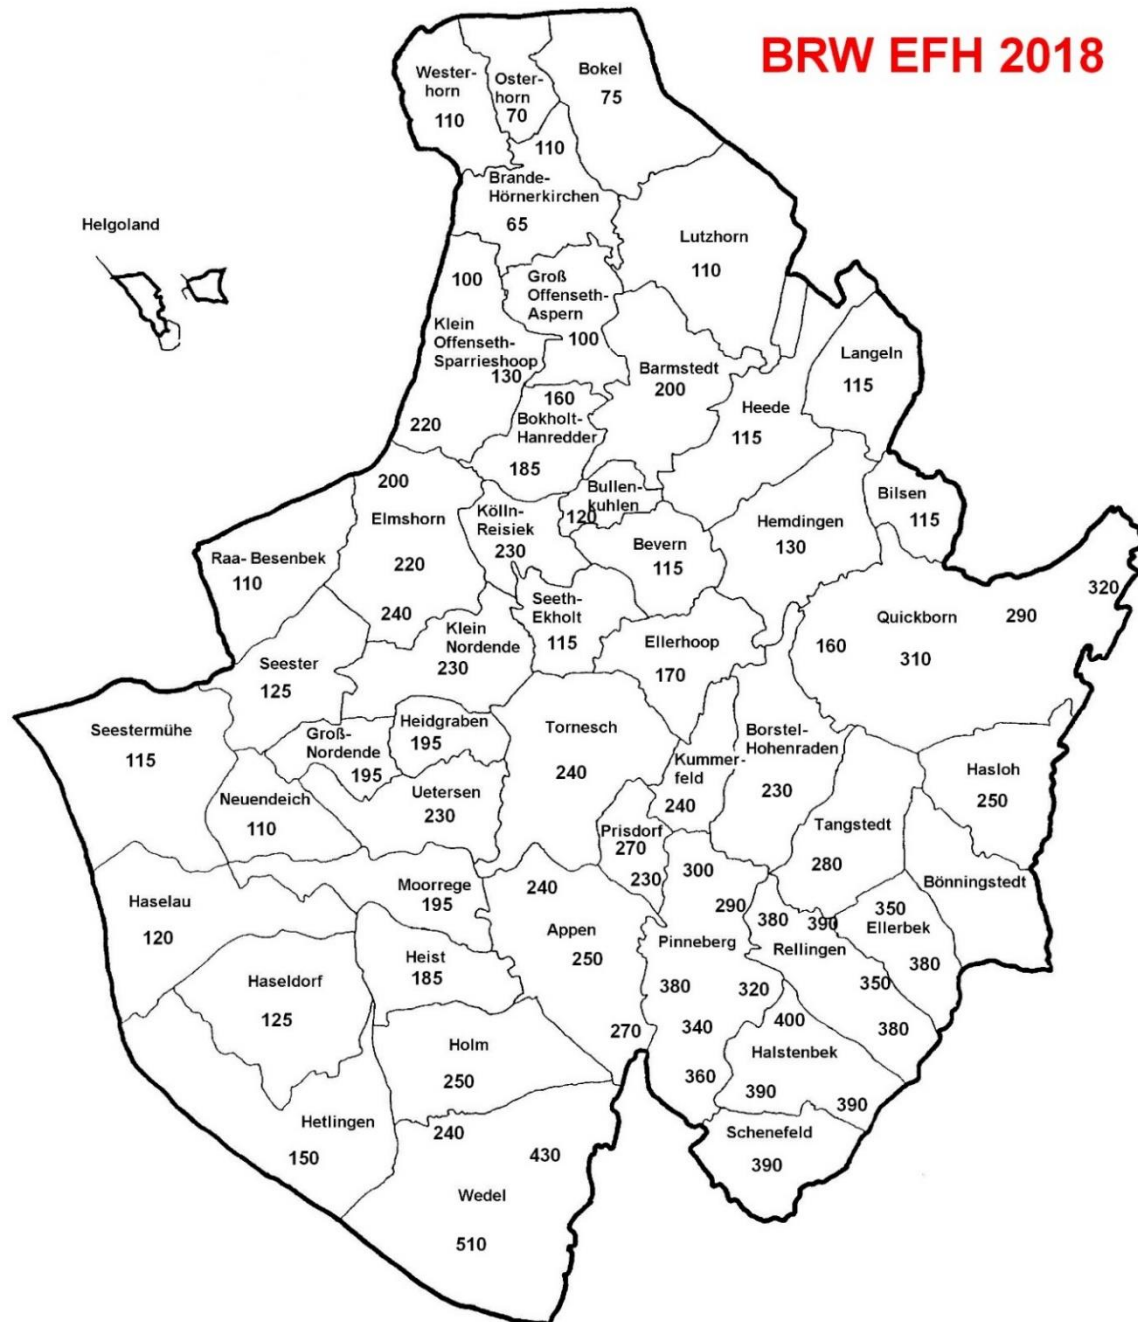 BRW EFH 2018
Wester-
horn
110
Oster-
horn
70
Bokel
75
110
Brande-
Hörnerkirchen
65
Helgoland
Lutzhorn
110
100
Groß
Offenseth-
Aspern
100
Klein
Offenseth-
Sparrieshoop
130
220
Barmstedt
200
Langeln
115
Heede
115
160
Bokholt-
Hanredder
185
200
Elmshorn
220
240
Kölln-
Reisiek
230
Bullen-
kuhlen
120
Bevern
115
Hemdingen
130
Bilsen
115
Raa- Besenbek
110
Seeth-
Ekholt
115
Klein
Nordende
230
Ellerhoop
170
Quickborn
160
310
290
320
Seester
125
Seestermühe
115
Groß-
Nordende
195
Heidgraben
195
Tornesch
240
Kummer-
feld
240
Borstel-
Hohenraden
230
Hasloh
250
Neuendeich
110
Uetersen
230
Prisdorf
270
230
Tangstedt
280
Bönningstedt
Haselau
120
Moorrege
195
240
Appen
250
270
300
290
Pinneberg
380
320
340
360
380
390
Rellingen
350
380
350
Ellerbek
380
Heist
185
Haseldorf
125
Holm
250
400
Halstenbek
390
390
Hetlingen
150
240
430
Wedel
510
Schenefeld
390